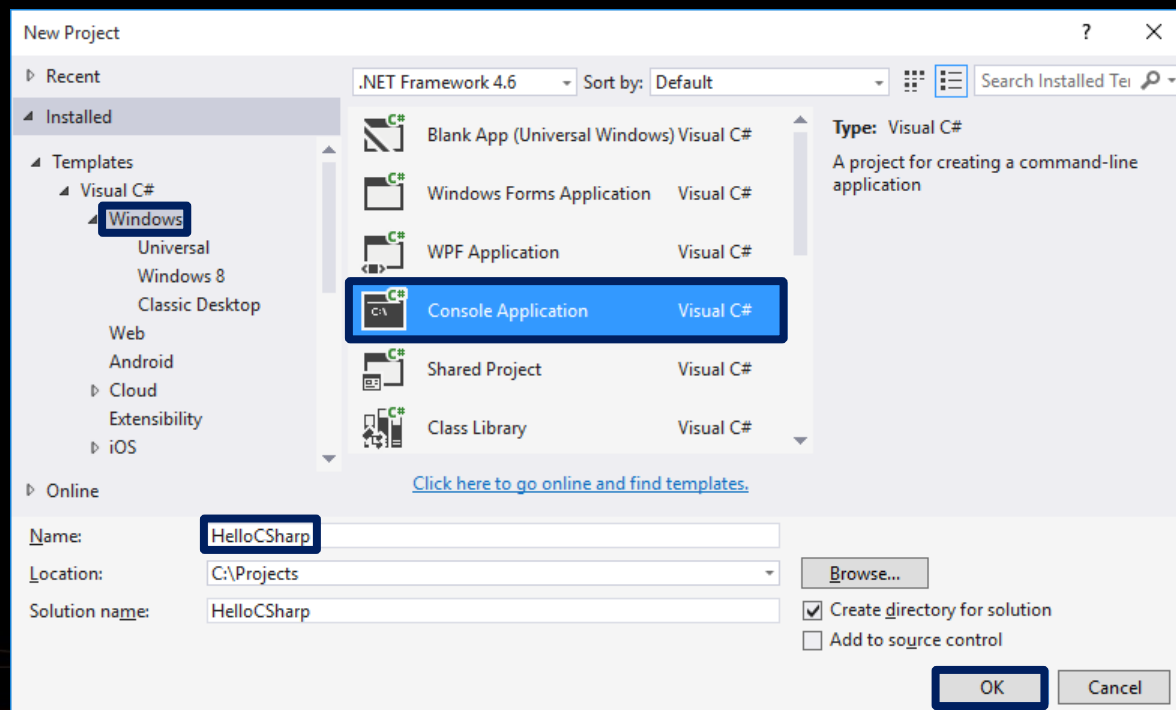 New Project
?
Recent
.NET Framework 4.6
Sort by:
Default
Search Installed Te
Installed
Templates
Visual C#
Windows
Universal
Windows 8
Classic Desktop
Web
Android
Cloud
Extensibility
iOS
Online
C# Blank App (Universal Windows) Visual C#
C# Windows Forms Application Visual C#
C# WPF Application Visual C#
C# C:\ Console Application Visual C#
C# Shared Project Visual C#
C# Class Library Visual C#
Type: Visual C#
A project for creating a command-line
application
Click here to go online and find templates.
Name: HelloCSharp
Location: C:\Projects
Browse...
Solution name: HelloCSharp
Create directory for solution
Add to source control
OK
Cancel